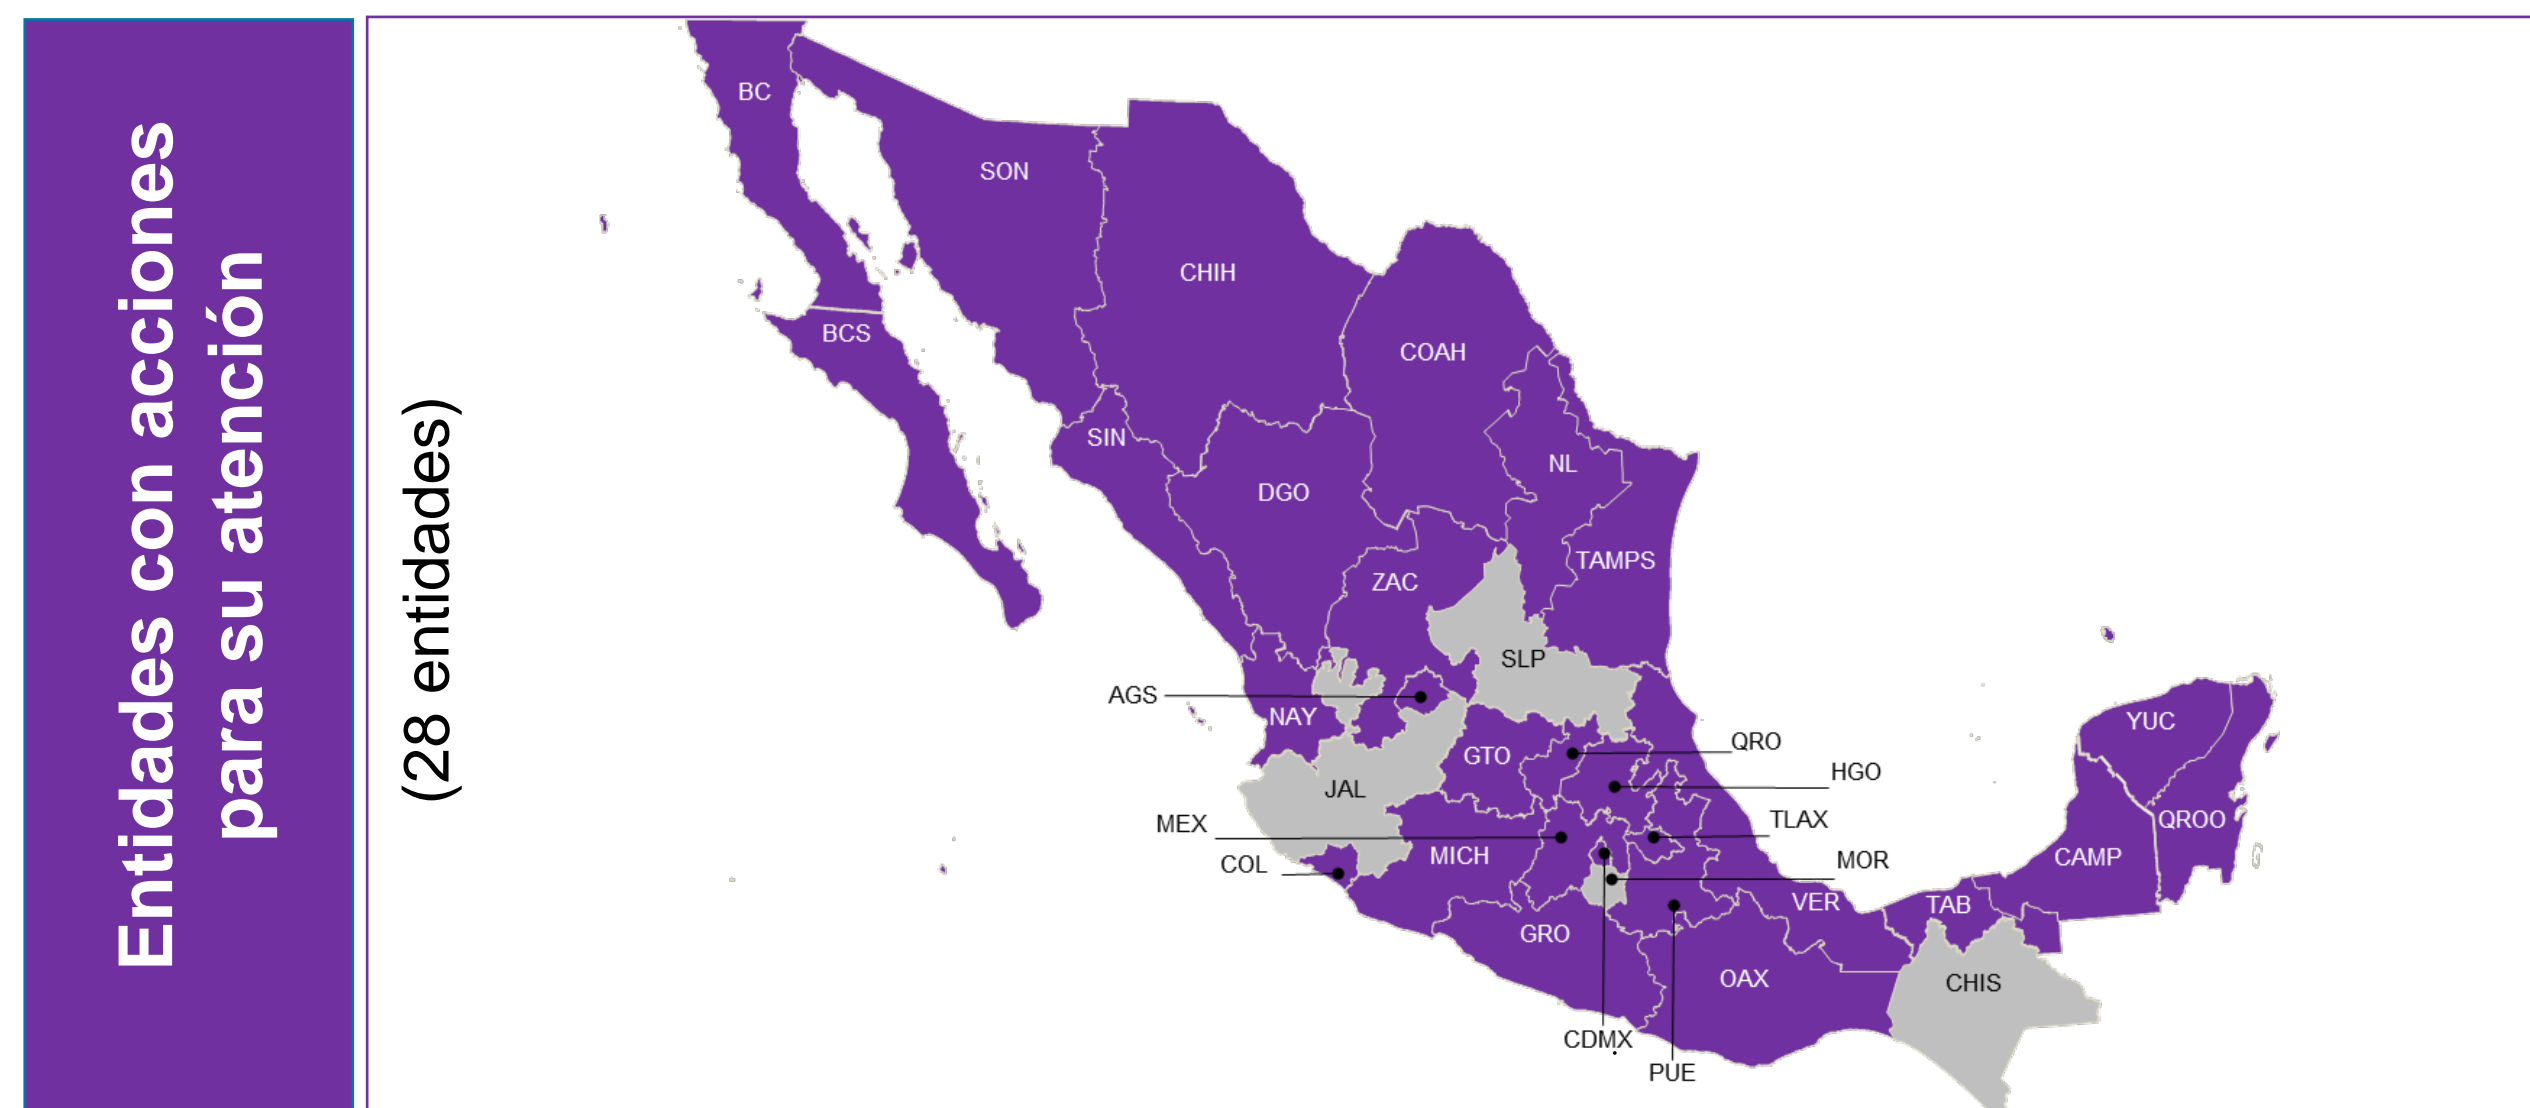 Entidades con acciones
para su atención
(28 entidades)
BC
SON
CHIH
BCS
COAH
SIN
NL
DGO
TAMPS
ZAC
SLP
AGS
NAY
YUC
QRO
GTO
HGO
JAL
TLAX
QROO
MEX
MICH
CAMP
MOR
COL
VER
TAB
GRO
OAX
CHIS
CDMX
PUE